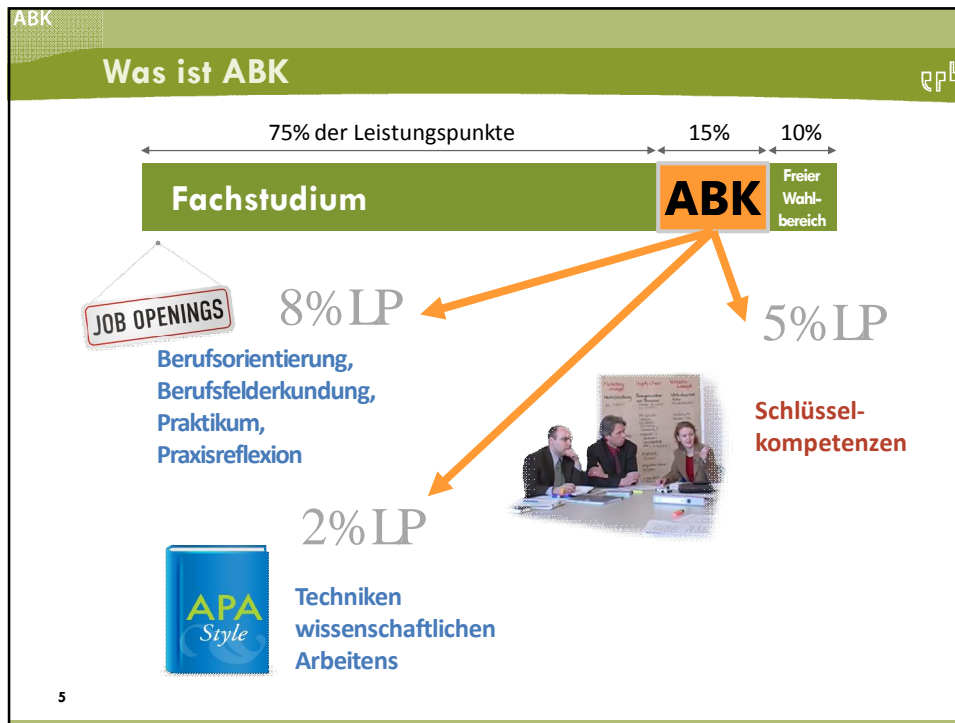 ABK
Was ist ABK
75% der Leistungspunkte
15%
10%
Fachstudium
ABK
Freier
Wahl-
bereich
JOB OPENINGS
8% LP
5% LP
Berufsorientierung,
Berufsfelderkundung,
Praktikum,
Praxisreflexion
Schlüssel-
kompetenzen
2% LP
APA
Style
Techniken
wissenschaftlichen
Arbeitens
5